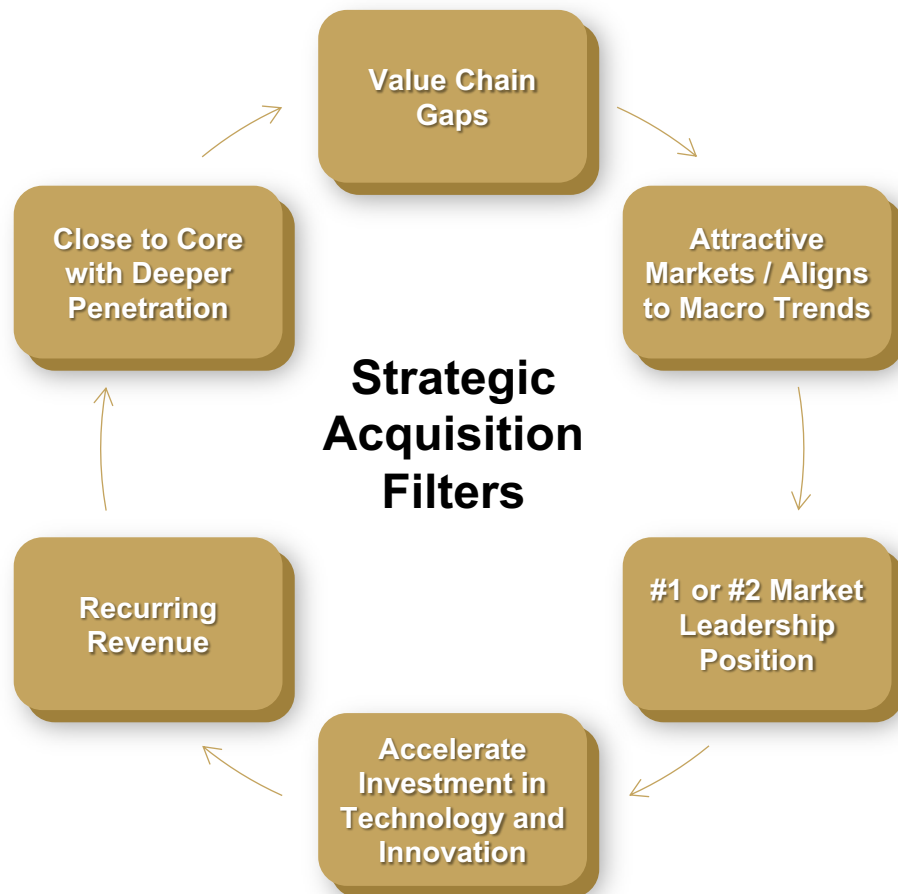 Value Chain
Gaps
Attractive
Markets / Aligns
to Macro Trends
#1 or #2 Market
Leadership
Position
Accelerate
Investment in
Technology and
Innovation
Recurring
Revenue
Close to Core
with Deeper
Penetration
Strategic
Acquisition
Filters